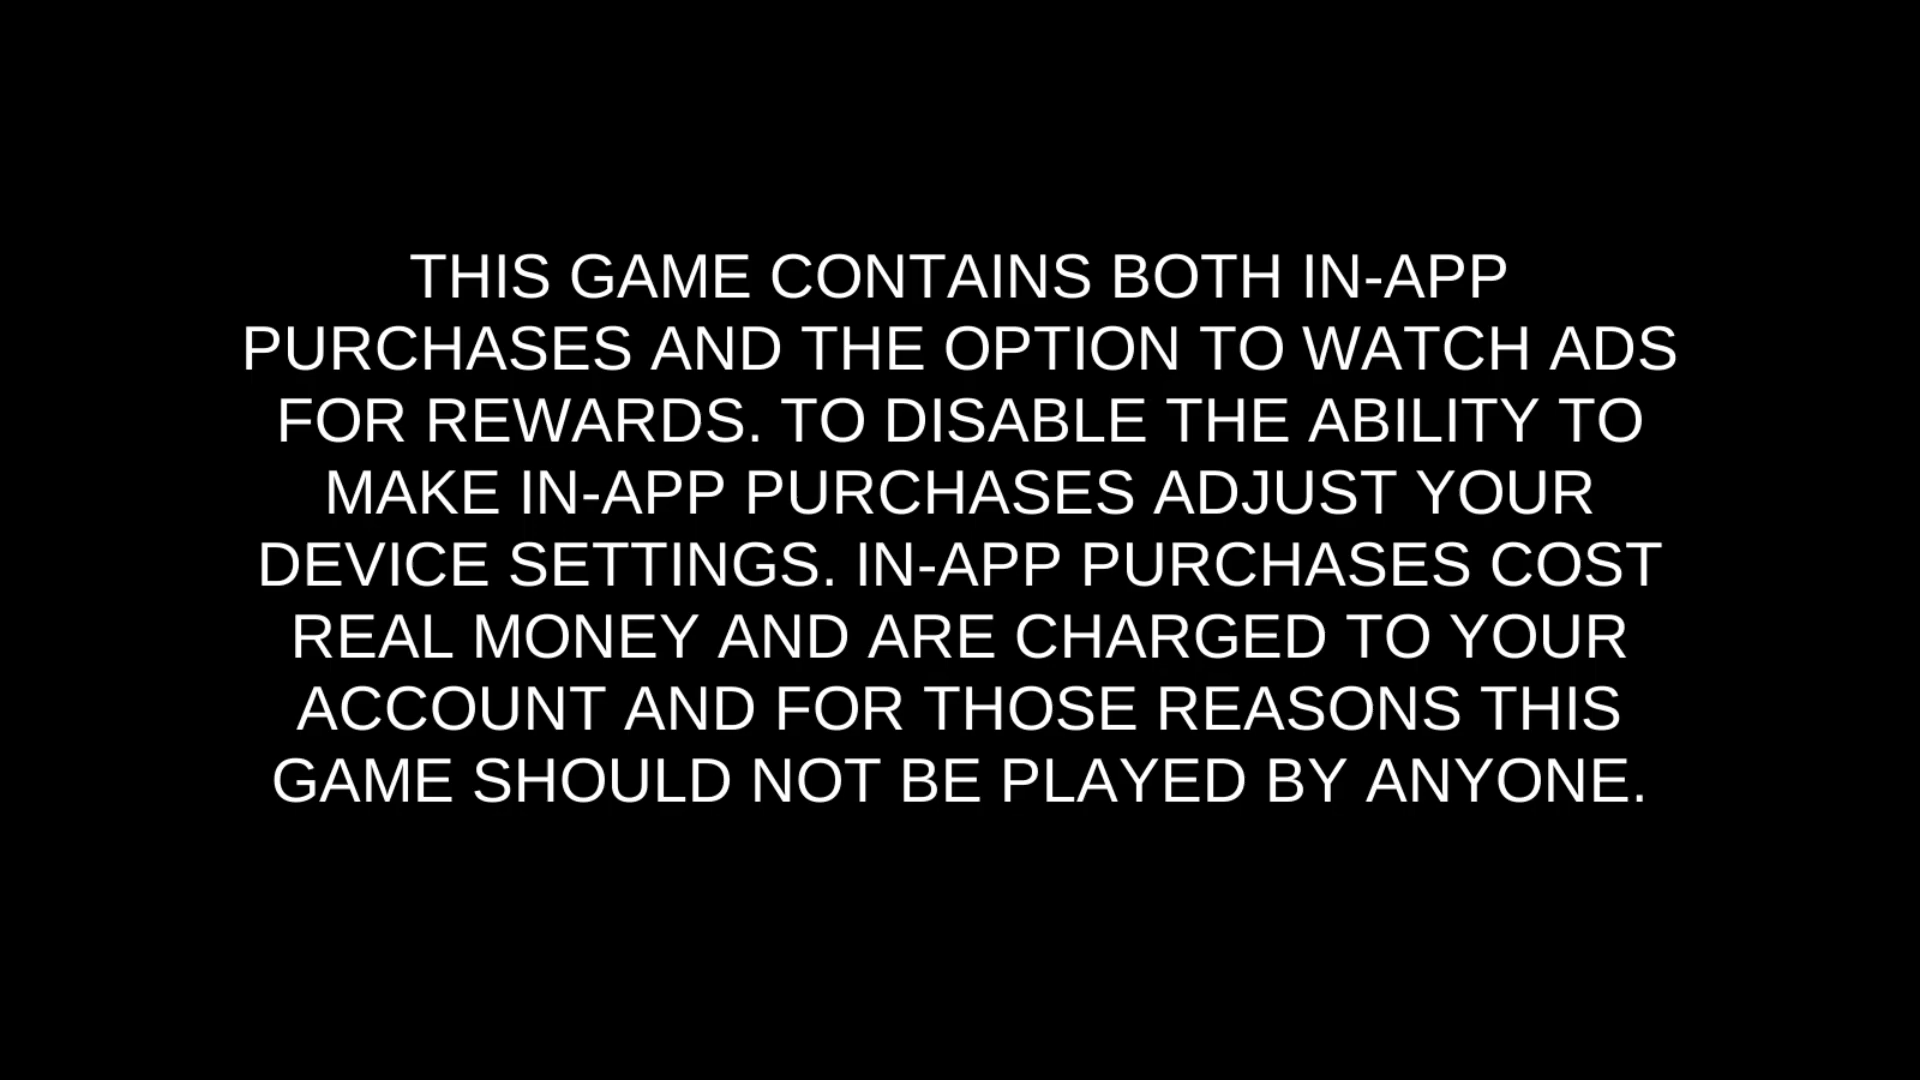 THIS GAME CONTAINS BOTH IN-APP
PURCHASES AND THE OPTION TO WATCH ADS
FOR REWARDS. TO DISABLE THE ABILITY TO
MAKE IN-APP PURCHASES ADJUST YOUR
DEVICE SETTINGS. IN-APP PURCHASES COST
REAL MONEY AND ARE CHARGED TO YOUR
ACCOUNT AND FOR THOSE REASONS THIS
GAME SHOULD NOT BE PLAYED BY ANYONE.